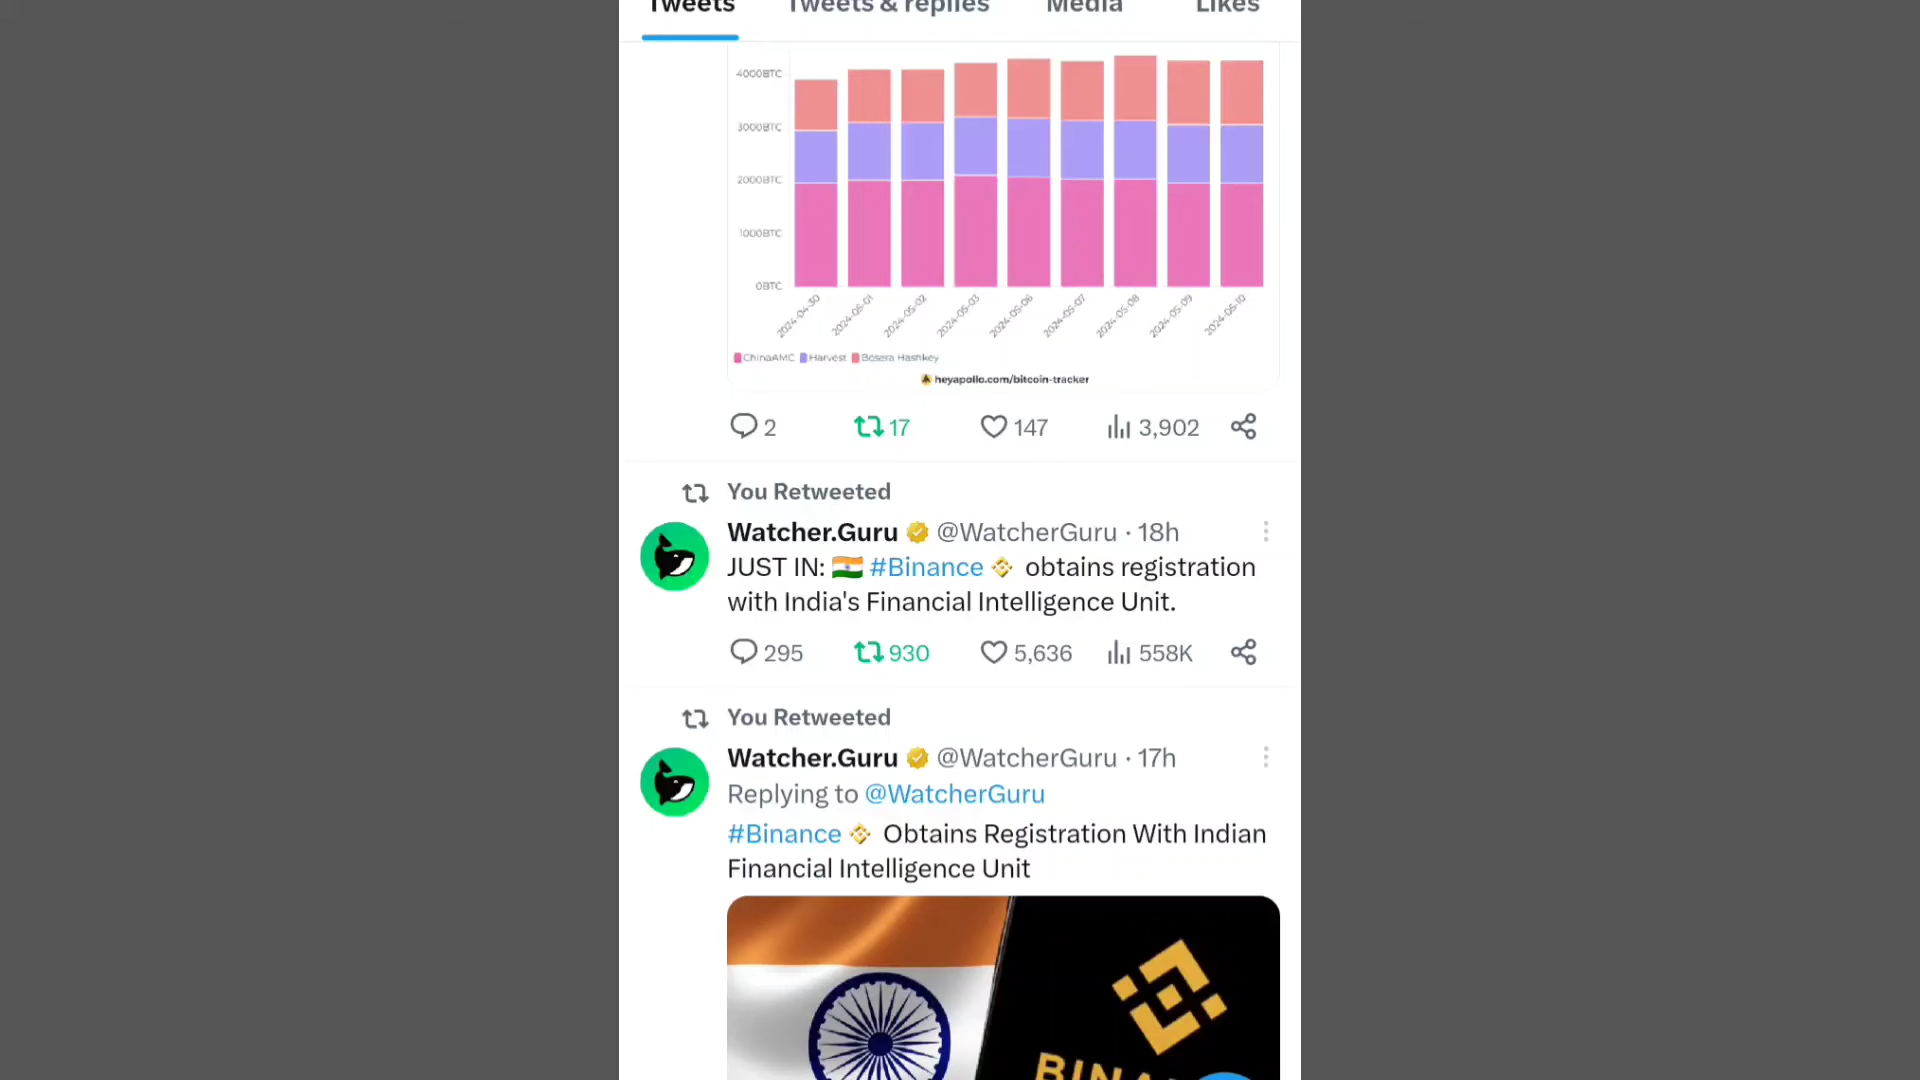 Tweets Tweets & replies Media Likes
4000BTC
3000BTC
2000BTC
1000BTC
0BTC
2024-04-30 2024-05-01 2024-05-02 2024-05-03 2024-05-06 2024-05-07 2024-05-08 2024-05-09 2024-05-10
ChinaAMC Harvest Bosera Hashkey
heyapollo.com/bitcoin-tracker
2 17 147 3,902
You Retweeted
Watcher.Guru @WatcherGuru · 18h
JUST IN: 🇮🇳 #Binance obtains registration
with India's Financial Intelligence Unit.
295 930 5,636 558K
You Retweeted
Watcher.Guru @WatcherGuru · 17h
Replying to @WatcherGuru
#Binance Obtains Registration With Indian
Financial Intelligence Unit